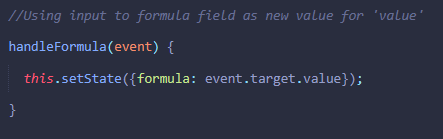 //Using input to formula field as new value for 'value'
handleFormula(event) {
this.setState({formula: event.target.value});
}